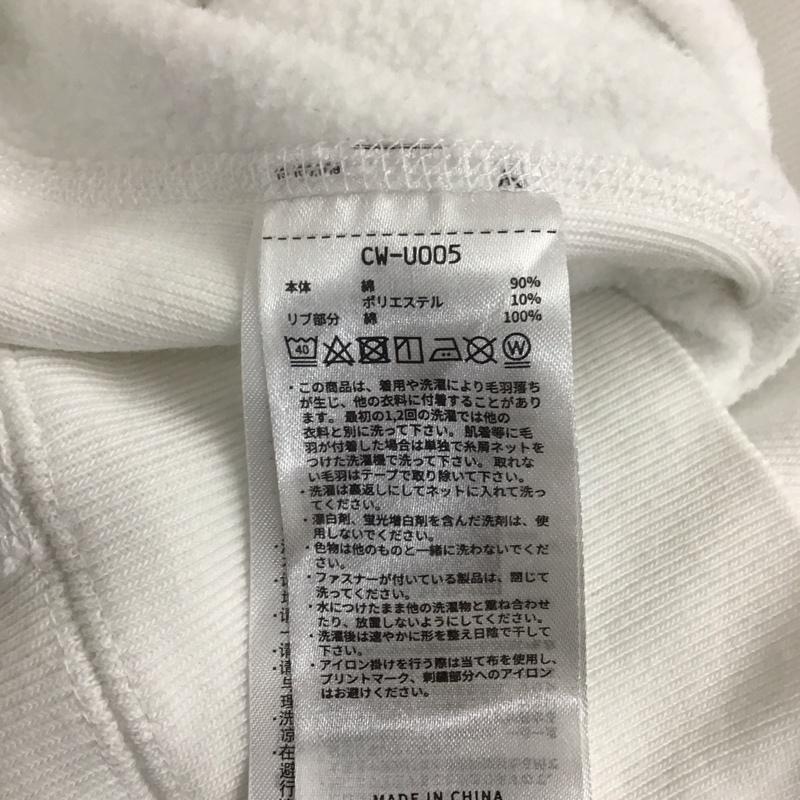 CW-U005
本体 綿 90%
ポリエステル 10%
リブ部分 綿 100%
40 W
・この商品は、着用や洗濯により毛羽落ち
が生じ、他の衣料に付着することがあり
ます。最初の1,2回の洗濯では他の
衣料と別に洗って下さい。肌着等に毛
羽が付着した場合は単独で糸屑ネットを
つけた洗濯機で洗って下さい。取れな
い毛羽はテープで取り除いて下さい。
・洗濯は裏返しにしてネットに入れて洗っ
てください。
・漂白剤、蛍光増白剤を含んだ洗剤は、使
用しないでください。
・色物は他のものと一緒に洗わないでくだ
さい。
・ファスナーが付いている製品は、閉じて
洗ってください。
・水につけたまま他の洗濯物と重ね合わせ
たり、放置しないようにしてください。
・洗濯後は速やかに形を整え日陰で干して
下さい。
・アイロン掛けを行う際は当て布を使用し、
プリントマーク、刺繍部分へのアイロン
はお避けください。
MADE IN CHINA